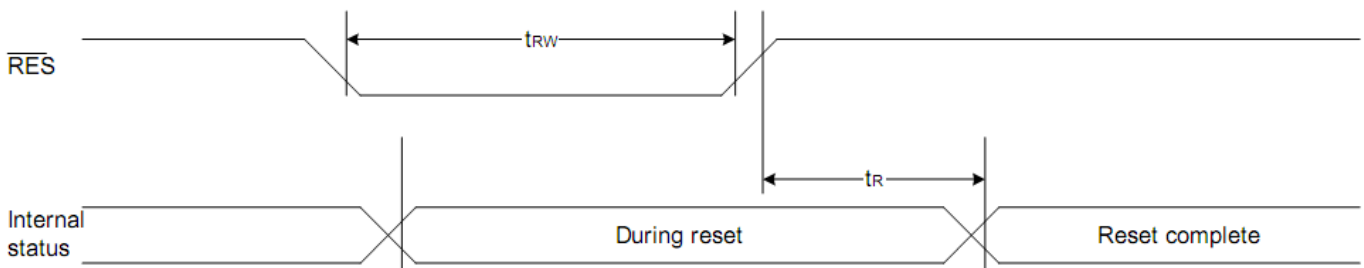 tRW
RES
tR
Internal
status
During reset
Reset complete